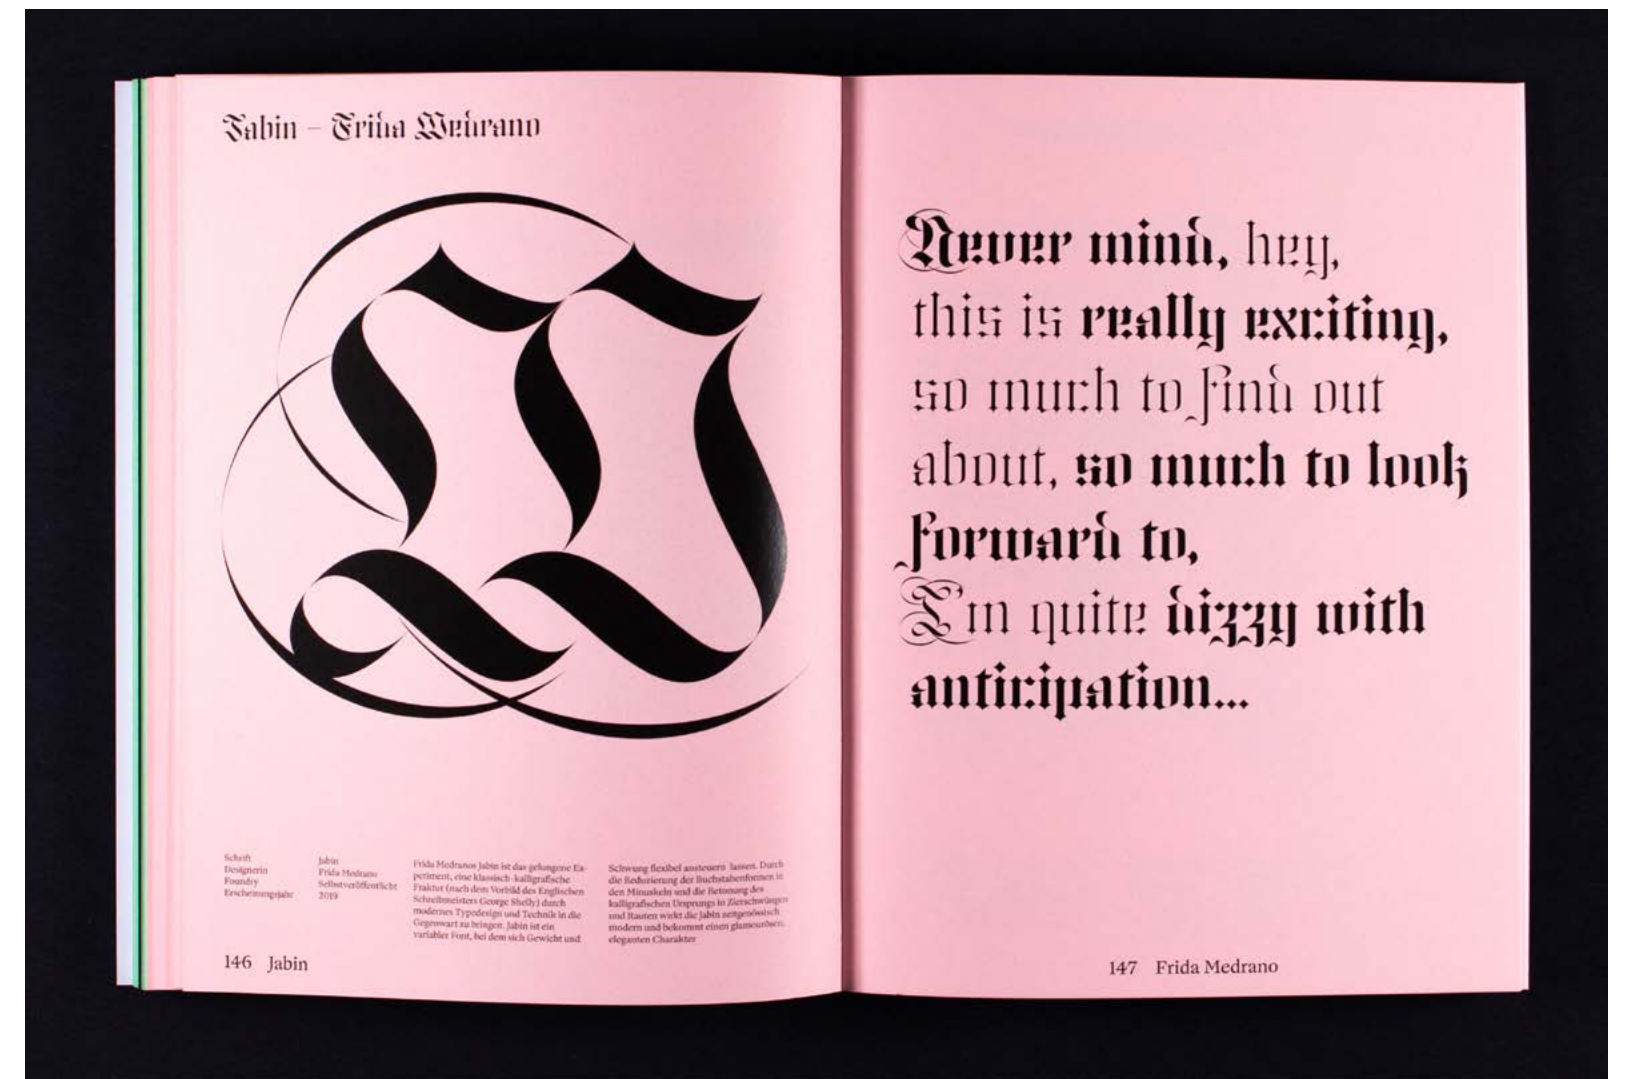 Jabin – Frida Medrano
W
Schrift
Designerin
Foundry
Erscheinungsjahr
Jabin
Frida Medrano
Selbstveröffentlicht
2019
Frida Medranos Jabin ist das gelungene Ex-
periment, eine klassisch-kalligrafische
Fraktur (nach dem Vorbild des Englischen
Schreibmeisters George Shelly) durch
modernes Typedesign und Technik in die
Gegenwart zu bringen. Jabin ist ein
variabler Font, bei dem sich Gewicht und
Schwung flexibel ansteuern lassen. Durch
die Reduzierung der Buchstabenformen in
den Minuskeln und die Betonung des
kalligrafischen Ursprungs in Zierschwüngen
und Rauten wirkt die Jabin zeitgenössisch
modern und bekommt einen glamourösen,
eleganten Charakter
146 Jabin
Never mind, hey,
this is really exciting,
so much to find out
about, so much to look
forward to,
I'm quite dizzy with
anticipation...
147 Frida Medrano